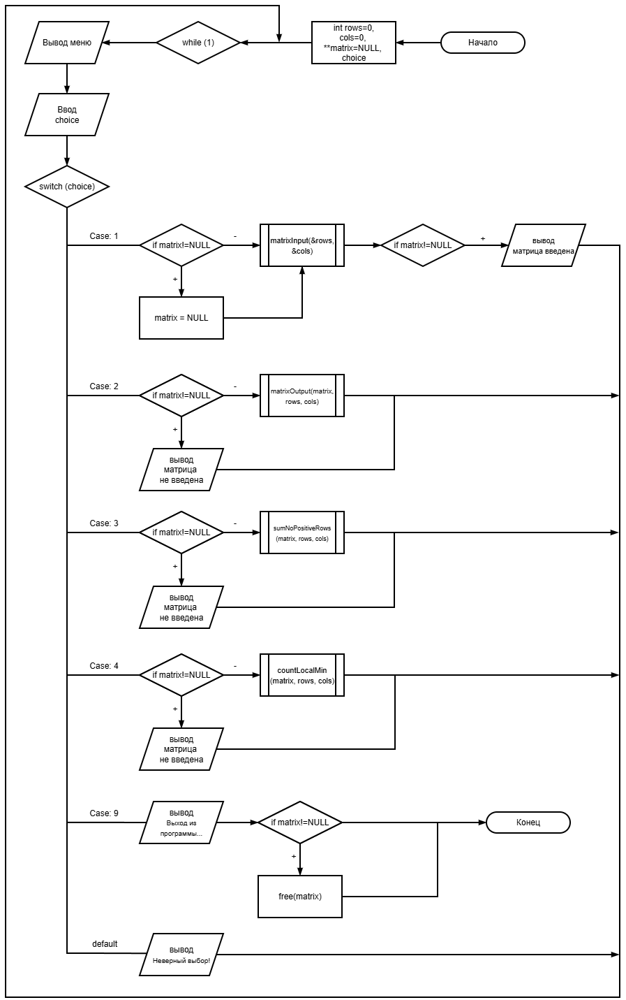 Начало
int rows=0,
cols=0,
**matrix=NULL,
choice
while (1)
Вывод меню
Ввод
choice
switch (choice)
Case: 1
if matrix!=NULL
-
matrixInput(&rows,
&cols)
if matrix!=NULL
+
вывод
матрица введена
+
matrix = NULL
Case: 2
if matrix!=NULL
-
matrixOutput(matrix,
rows, cols)
+
вывод
матрица
не введена
Case: 3
if matrix!=NULL
-
sumNoPositiveRows
(matrix, rows, cols)
+
вывод
матрица
не введена
Case: 4
if matrix!=NULL
-
countLocalMin
(matrix, rows, cols)
+
вывод
матрица
не введена
Case: 9
вывод
Выход из
программы...
if matrix!=NULL
Конец
+
free(matrix)
default
вывод
Неверный выбор!